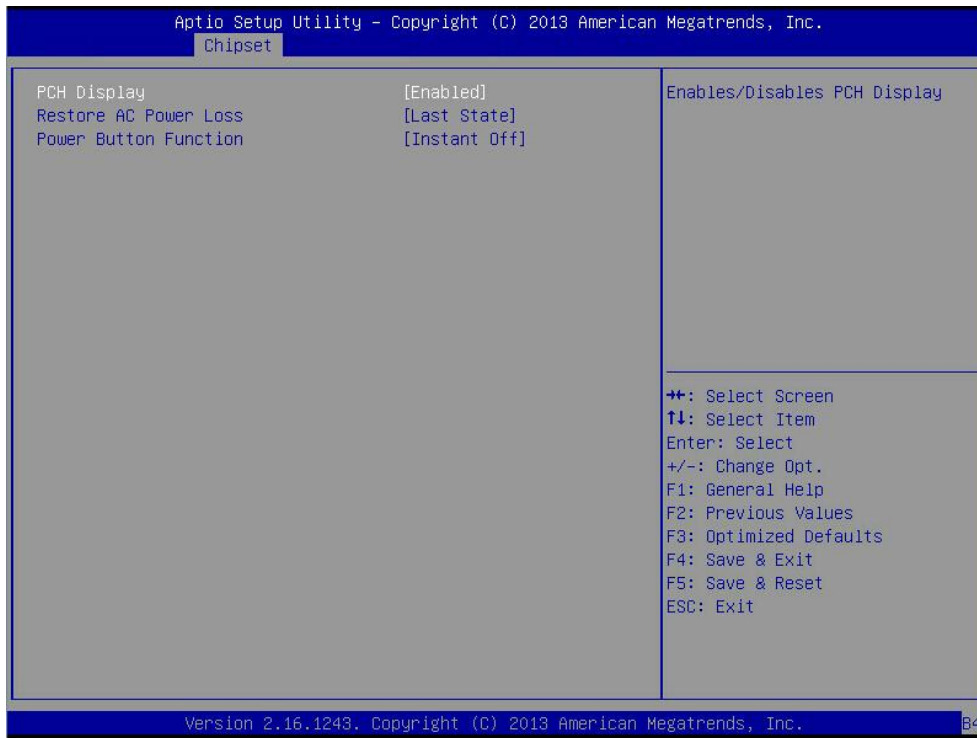 Aptio Setup Utility – Copyright (C) 2013 American Megatrends, Inc.
Chipset
PCH Display [Enabled]
Restore AC Power Loss [Last State]
Power Button Function [Instant Off]
Enables/Disables PCH Display
→←: Select Screen
↑↓: Select Item
Enter: Select
+/-: Change Opt.
F1: General Help
F2: Previous Values
F3: Optimized Defaults
F4: Save & Exit
F5: Save & Reset
ESC: Exit
Version 2.16.1243. Copyright (C) 2013 American Megatrends, Inc.
B4